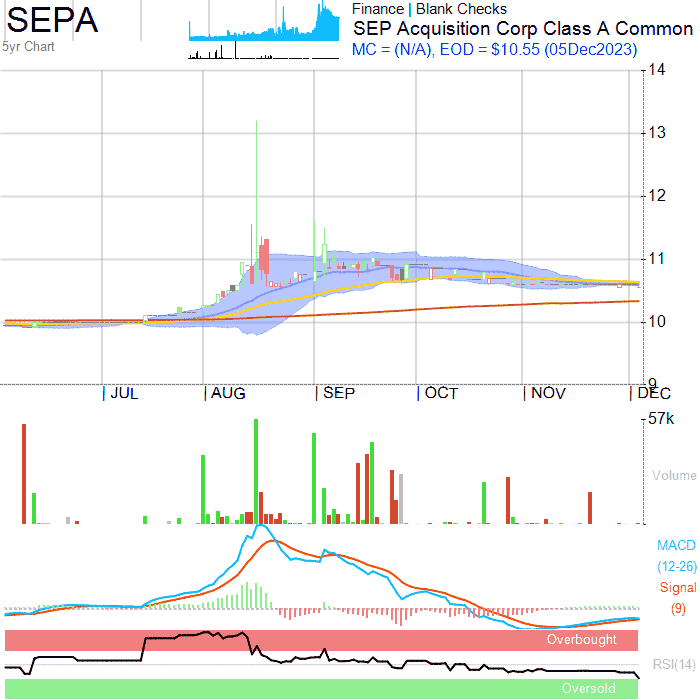 SEPA
Finance | Blank Checks
5yr Chart
SEP Acquisition Corp Class A Common
MC = (N/A), EOD = $10.55 (05Dec2023)
14
13
12
11
10
9
JUL AUG SEP OCT NOV DEC
57k
Volume
MACD
(12-26)
Signal
(9)
Overbought
RSI(14)
Oversold